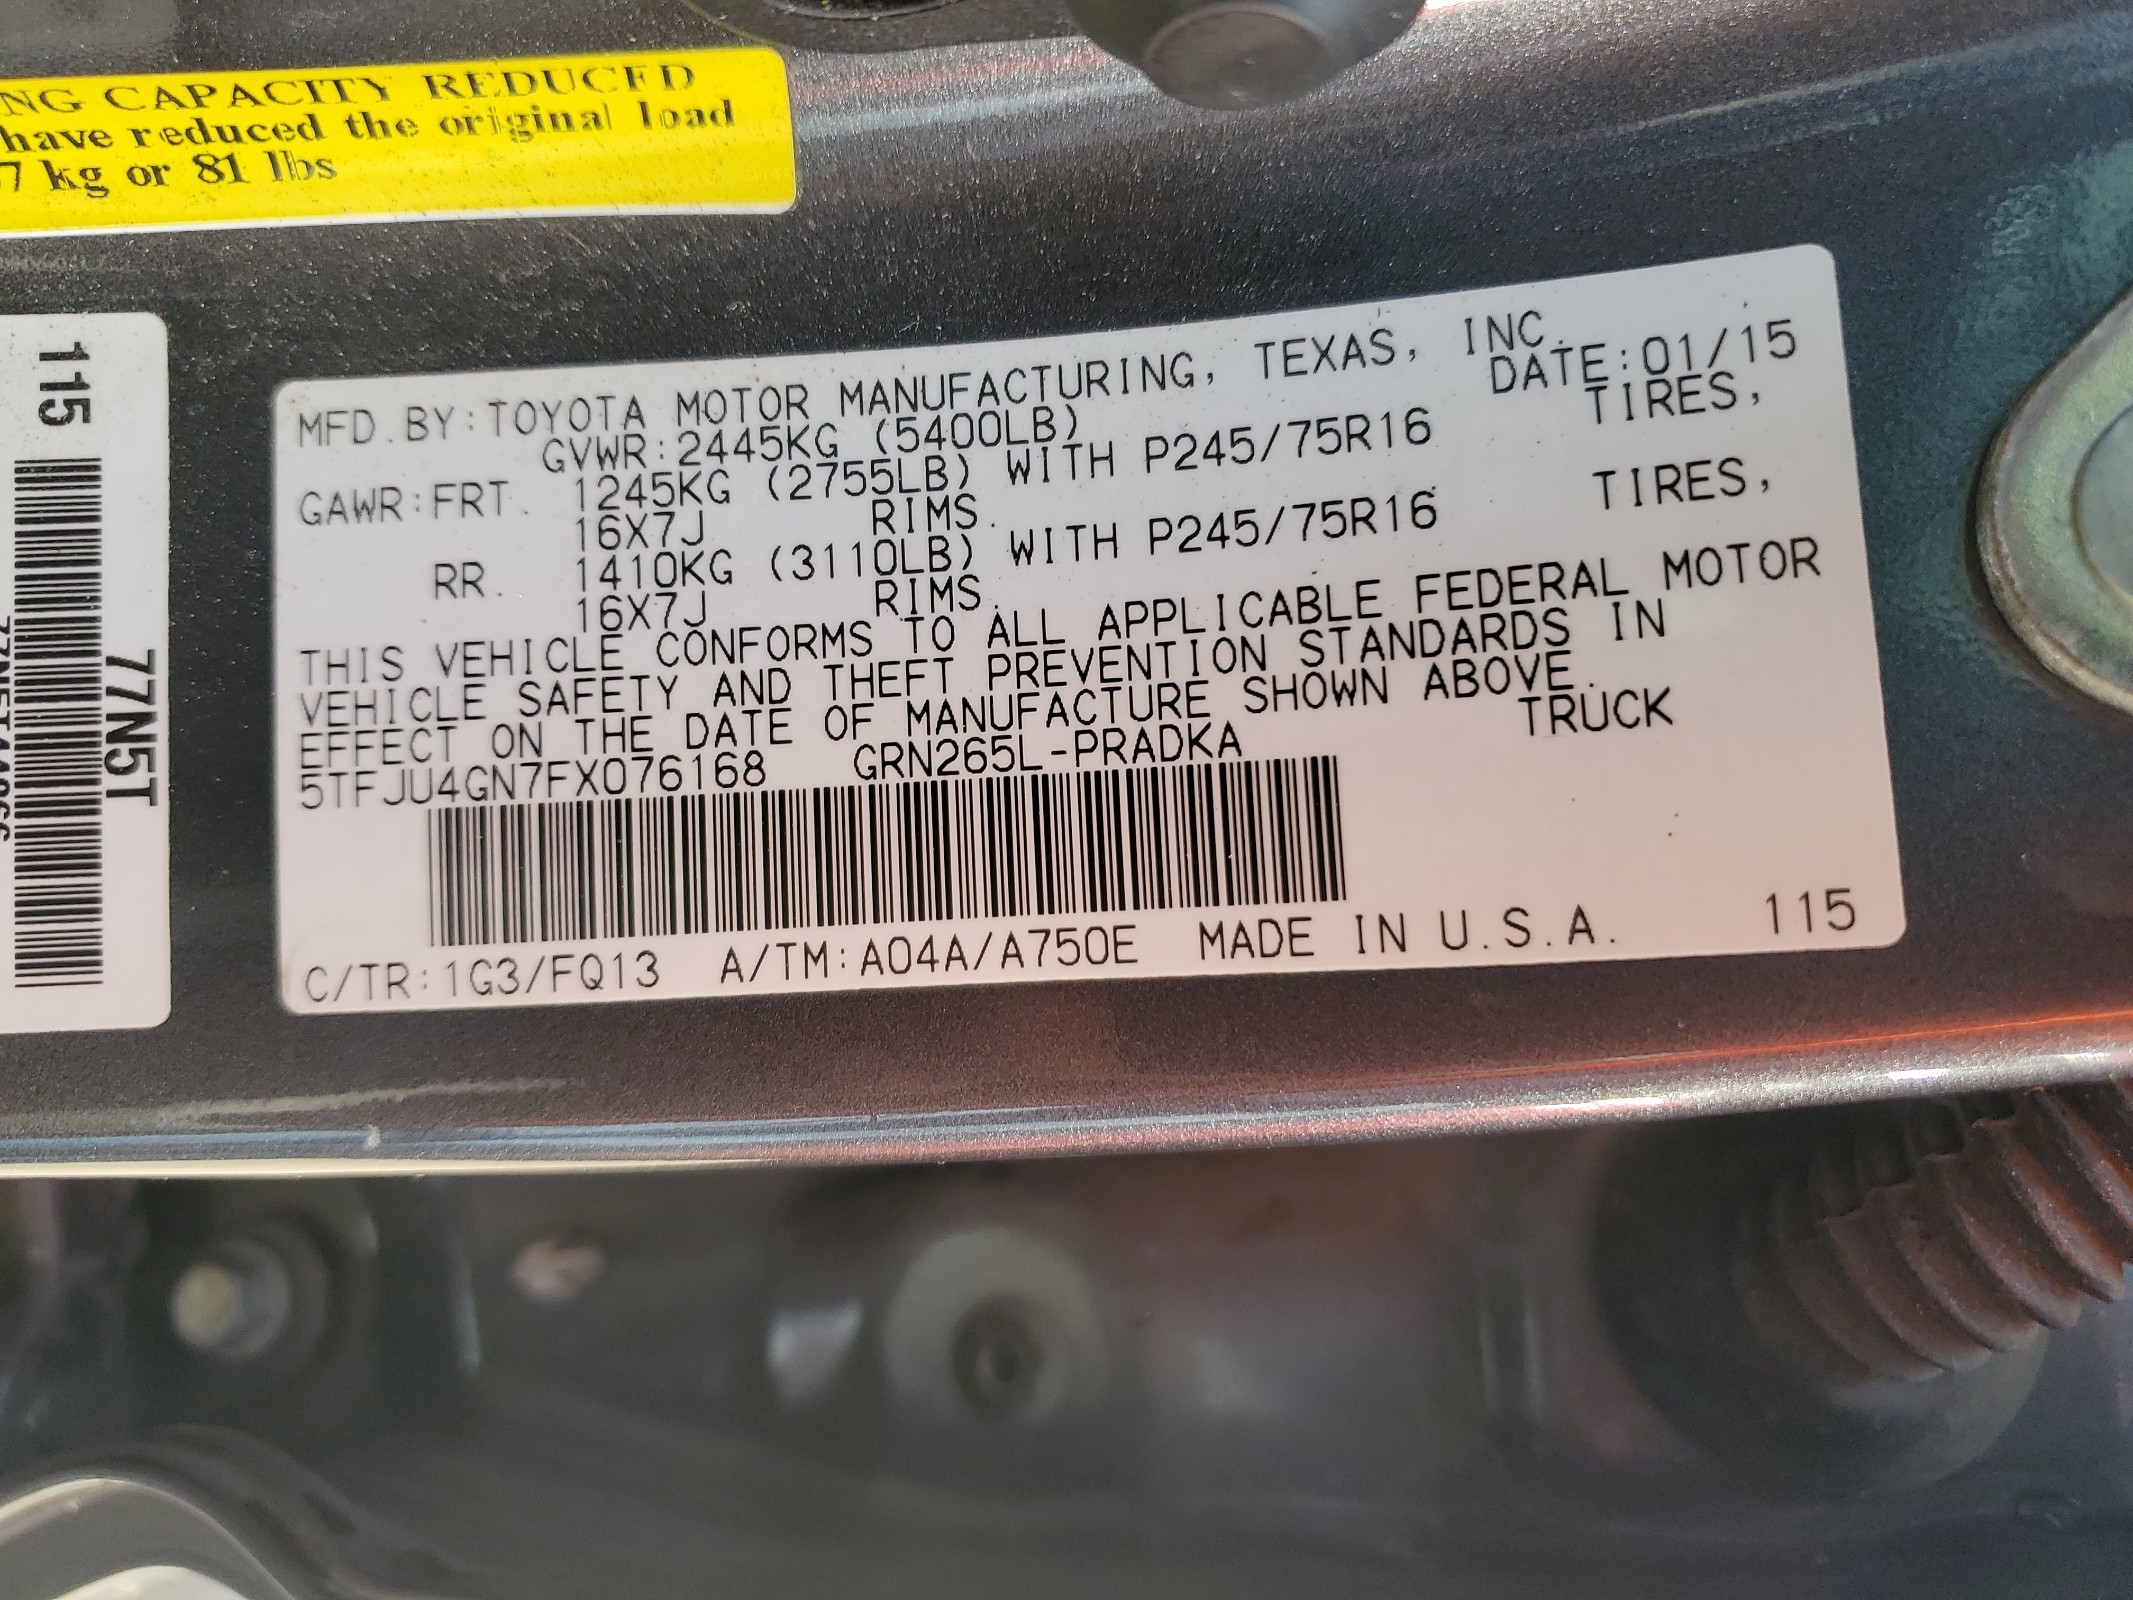 NG CAPACITY REDUCED
have reduced the original load
7 kg or 81 lbs
115
77N5T
MFD.BY:TOYOTA MOTOR MANUFACTURING, TEXAS, INC.
GVWR:2445KG (5400LB) DATE:01/15
GAWR:FRT. 1245KG (2755LB) WITH P245/75R16 TIRES,
16X7J RIMS.
RR. 1410KG (3110LB) WITH P245/75R16 TIRES,
16X7J RIMS.
THIS VEHICLE CONFORMS TO ALL APPLICABLE FEDERAL MOTOR
VEHICLE SAFETY AND THEFT PREVENTION STANDARDS IN
EFFECT ON THE DATE OF MANUFACTURE SHOWN ABOVE.
5TFJU4GN7FX076168 GRN265L-PRADKA TRUCK
C/TR:1G3/FQ13 A/TM:A04A/A750E MADE IN U.S.A. 115